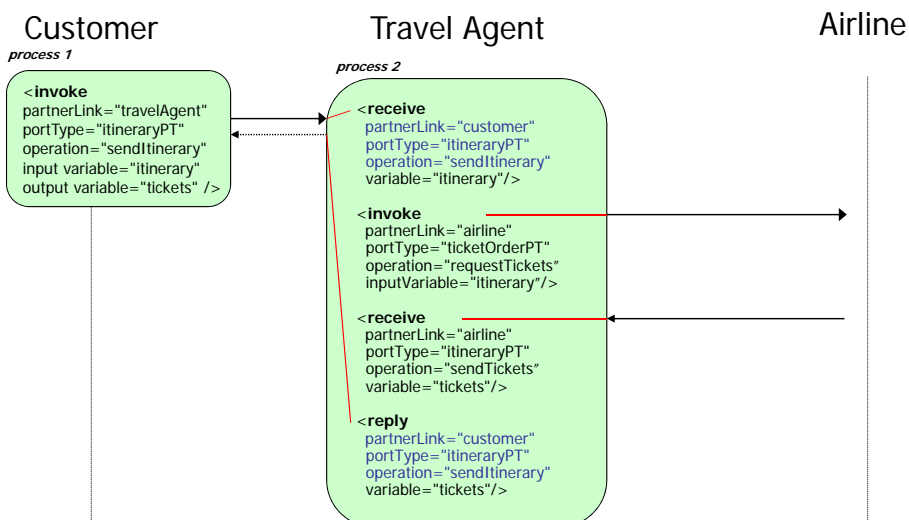 Customer
Travel Agent
Airline
process 1
process 2
<invoke
partnerLink="travelAgent"
portType="itineraryPT"
operation="sendItinerary"
input variable="itinerary"
output variable="tickets" />
<receive
partnerLink="customer"
portType="itineraryPT"
operation="sendItinerary"
variable="itinerary"/>
<invoke
partnerLink="airline"
portType="ticketOrderPT"
operation="requestTickets”
inputVariable="itinerary”/>
<receive
partnerLink="airline"
portType="itineraryPT"
operation="sendTickets”
variable="tickets"/>
<reply
partnerLink="customer"
portType="itineraryPT"
operation="sendItinerary"
variable="tickets"/>